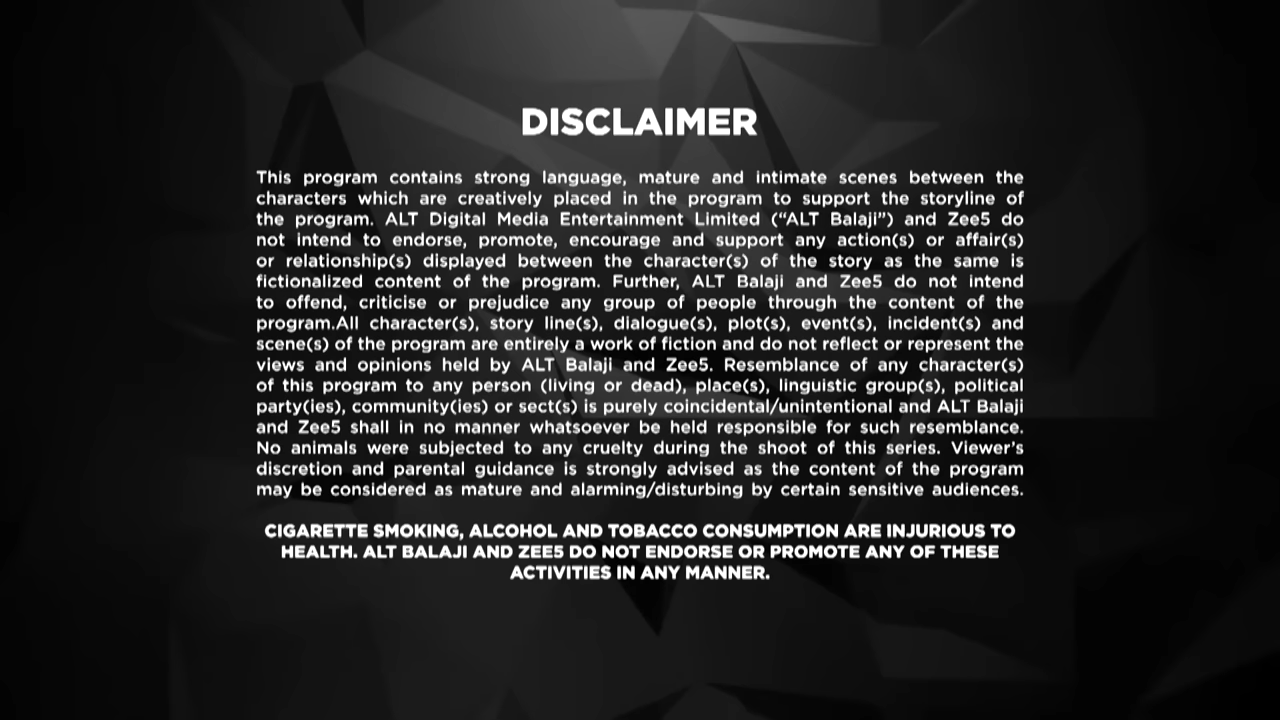 DISCLAIMER
This program contains strong language, mature and intimate scenes between the
characters which are creatively placed in the program to support the storyline of
the program. ALT Digital Media Entertainment Limited (“ALT Balaji”) and Zee5 do
not intend to endorse, promote, encourage and support any action(s) or affair(s)
or relationship(s) displayed between the character(s) of the story as the same is
fictionalized content of the program. Further, ALT Balaji and Zee5 do not intend
to offend, criticise or prejudice any group of people through the content of the
program.All character(s), story line(s), dialogue(s), plot(s), event(s), incident(s) and
scene(s) of the program are entirely a work of fiction and do not reflect or represent the
views and opinions held by ALT Balaji and Zee5. Resemblance of any character(s)
of this program to any person (living or dead), place(s), linguistic group(s), political
party(ies), community(ies) or sect(s) is purely coincidental/unintentional and ALT Balaji
and Zee5 shall in no manner whatsoever be held responsible for such resemblance.
No animals were subjected to any cruelty during the shoot of this series. Viewer’s
discretion and parental guidance is strongly advised as the content of the program
may be considered as mature and alarming/disturbing by certain sensitive audiences.
CIGARETTE SMOKING, ALCOHOL AND TOBACCO CONSUMPTION ARE INJURIOUS TO
HEALTH. ALT BALAJI AND ZEE5 DO NOT ENDORSE OR PROMOTE ANY OF THESE
ACTIVITIES IN ANY MANNER.